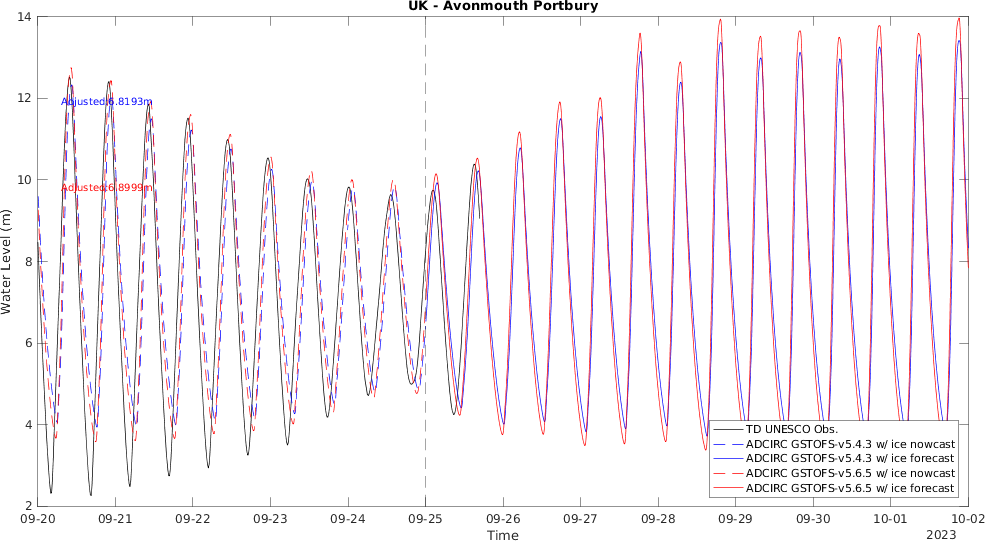 UK - Avonmouth Portbury
14
12
10
8
6
4
2
Water Level (m)
Adjusted:6.8193m
Adjusted:6.8999m
TD UNESCO Obs.
ADCIRC GSTOFS-v5.4.3 w/ ice nowcast
ADCIRC GSTOFS-v5.4.3 w/ ice forecast
ADCIRC GSTOFS-v5.6.5 w/ ice nowcast
ADCIRC GSTOFS-v5.6.5 w/ ice forecast
09-20 09-21 09-22 09-23 09-24 09-25 09-26 09-27 09-28 09-29 09-30 10-01 10-02
Time
2023